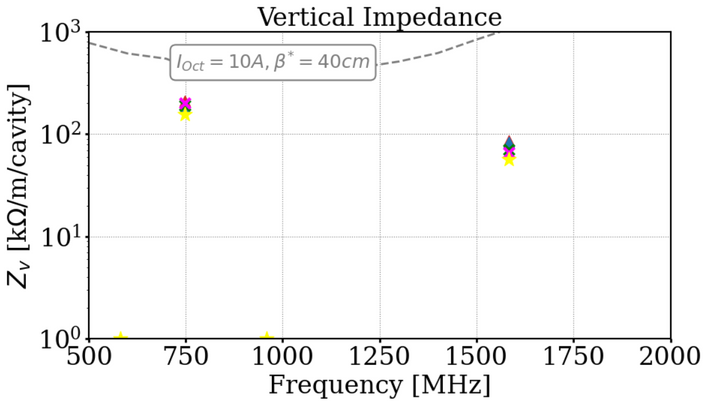 Vertical Impedance
10³
I_Oct = 10A, β* = 40cm
10²
10¹
10⁰
Z_v [kΩ/m/cavity]
500 750 1000 1250 1500 1750 2000
Frequency [MHz]